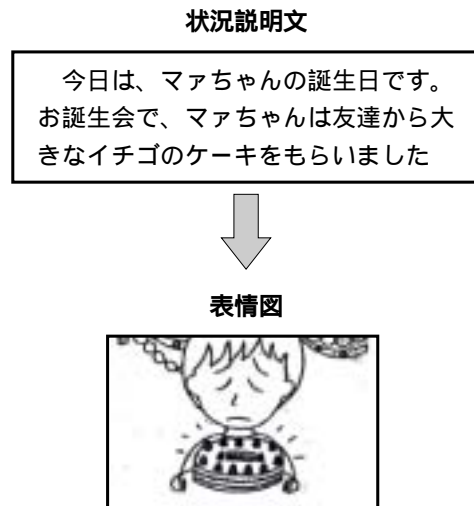 状況説明文
今日は、マァちゃんの誕生日です。
お誕生会で、マァちゃんは友達から大
きなイチゴのケーキをもらいました
表情図